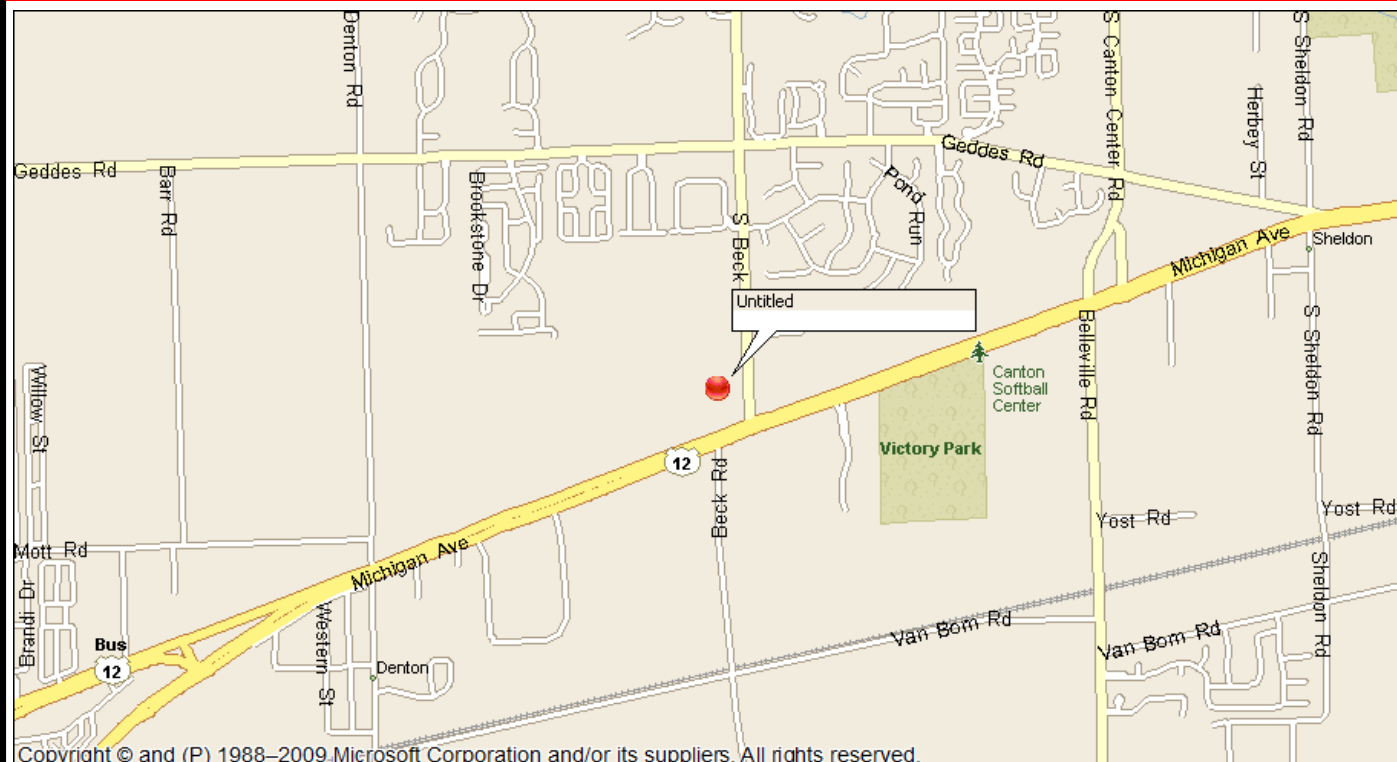 Denton Rd
S Canton Center Rd
S Sheldon Rd
Herbey St
Geddes Rd
Geddes Rd
Barr Rd
Brookstone Dr
Pond Run
S Beck
Michigan Ave
Sheldon
Untitled
Belleville Rd
S Sheldon Rd
Willow St
Canton
Softball
Center
Victory Park
12
Beck Rd
Yost Rd
Yost Rd
Mott Rd
Michigan Ave
Brandi Dr
Western St
Sheldon Rd
Van Born Rd
Van Born Rd
Bus
12
Denton
Copyright © and (P) 1988–2009 Microsoft Corporation and/or its suppliers. All rights reserved.